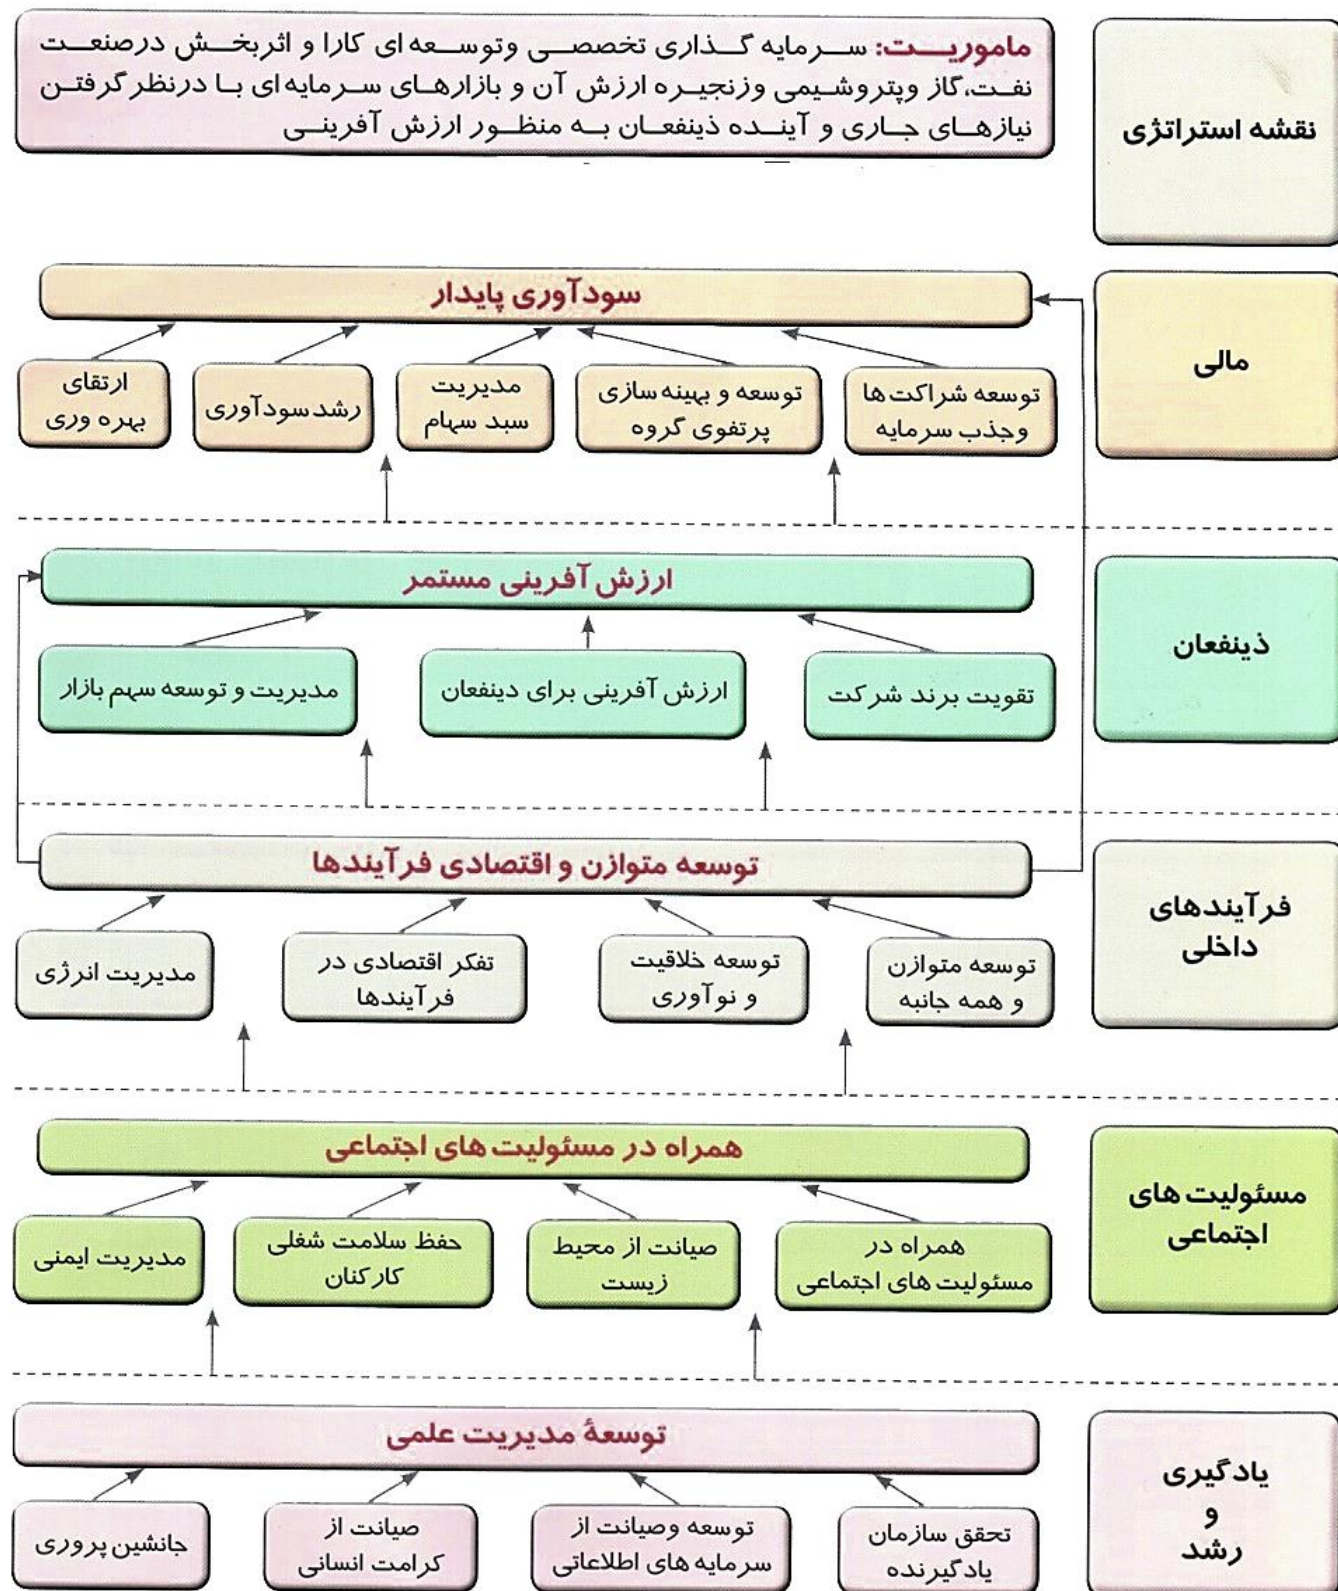 نقشه استراتژی
ماموریت: سرمایه گذاری تخصصی وتوسعه ای کارا و اثربخش درصنعت
نفت،گاز وپتروشیمی وزنجیره ارزش آن و بازارهای سرمایه ای با درنظر گرفتن
نیازهای جاری و آینده ذینفعان به منظور ارزش آفرینی
مالی
سودآوری پایدار
توسعه شراکت ها
وجذب سرمایه
توسعه و بهینه سازی
پرتفوی گروه
مدیریت
سبد سهام
رشد سودآوری
ارتقای
بهره وری
ذینفعان
ارزش آفرینی مستمر
تقویت برند شرکت
ارزش آفرینی برای دینفعان
مدیریت و توسعه سهم بازار
فرآیندهای
داخلی
توسعه متوازن و اقتصادی فرآیندها
توسعه متوازن
و همه جانبه
توسعه خلاقیت
و نوآوری
تفکر اقتصادی در
فرآیندها
مدیریت انرژی
مسئولیت های
اجتماعی
همراه در مسئولیت های اجتماعی
همراه در
مسئولیت های اجتماعی
صیانت از محیط
زیست
حفظ سلامت شغلی
کارکنان
مدیریت ایمنی
یادگیری
و
رشد
توسعهٔ مدیریت علمی
تحقق سازمان
یادگیرنده
توسعه وصیانت از
سرمایه های اطلاعاتی
صیانت از
کرامت انسانی
جانشین پروری